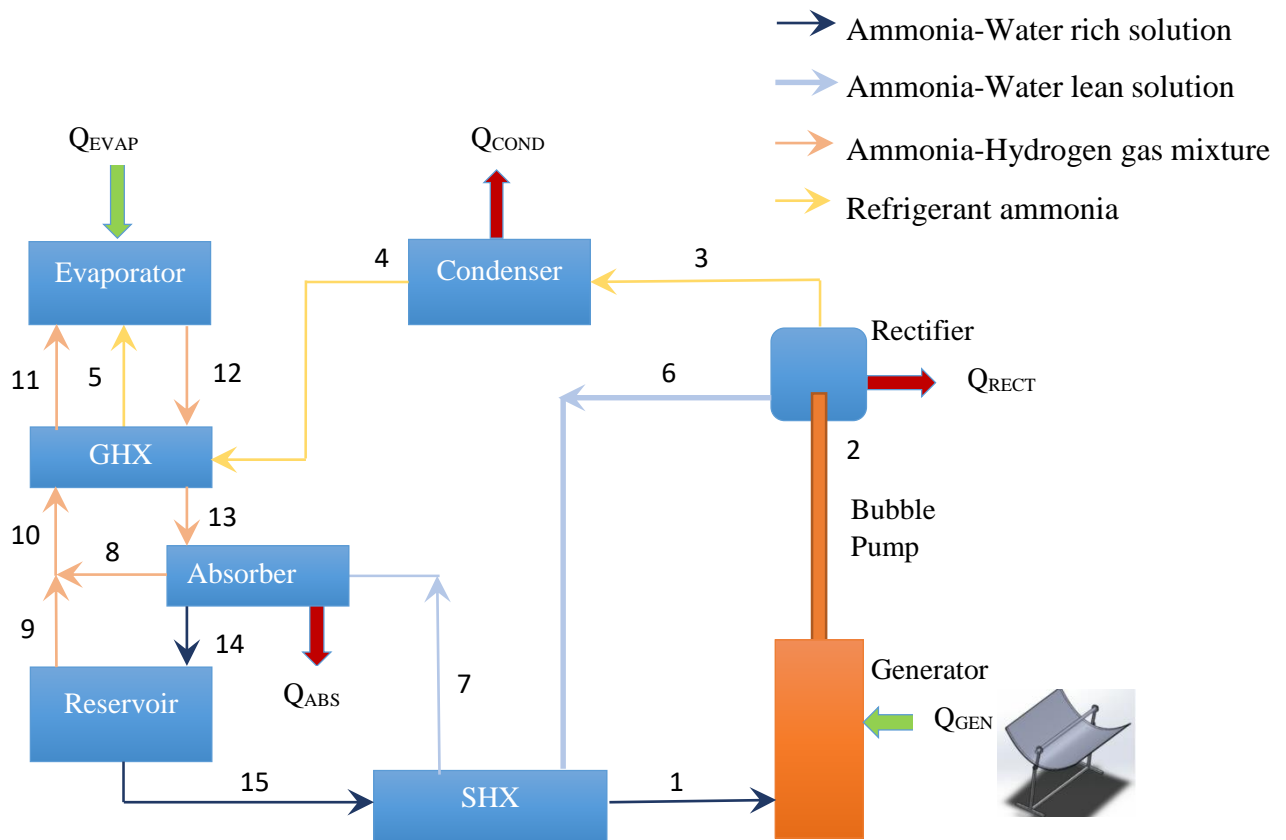 Ammonia-Water rich solution
Ammonia-Water lean solution
Ammonia-Hydrogen gas mixture
Refrigerant ammonia
QEVAP
QCOND
Evaporator
Condenser
4
3
Rectifier
QRECT
11
5
12
6
GHX
2
Bubble
Pump
10
13
8
Absorber
9
14
QABS
7
Reservoir
Generator
QGEN
15
SHX
1